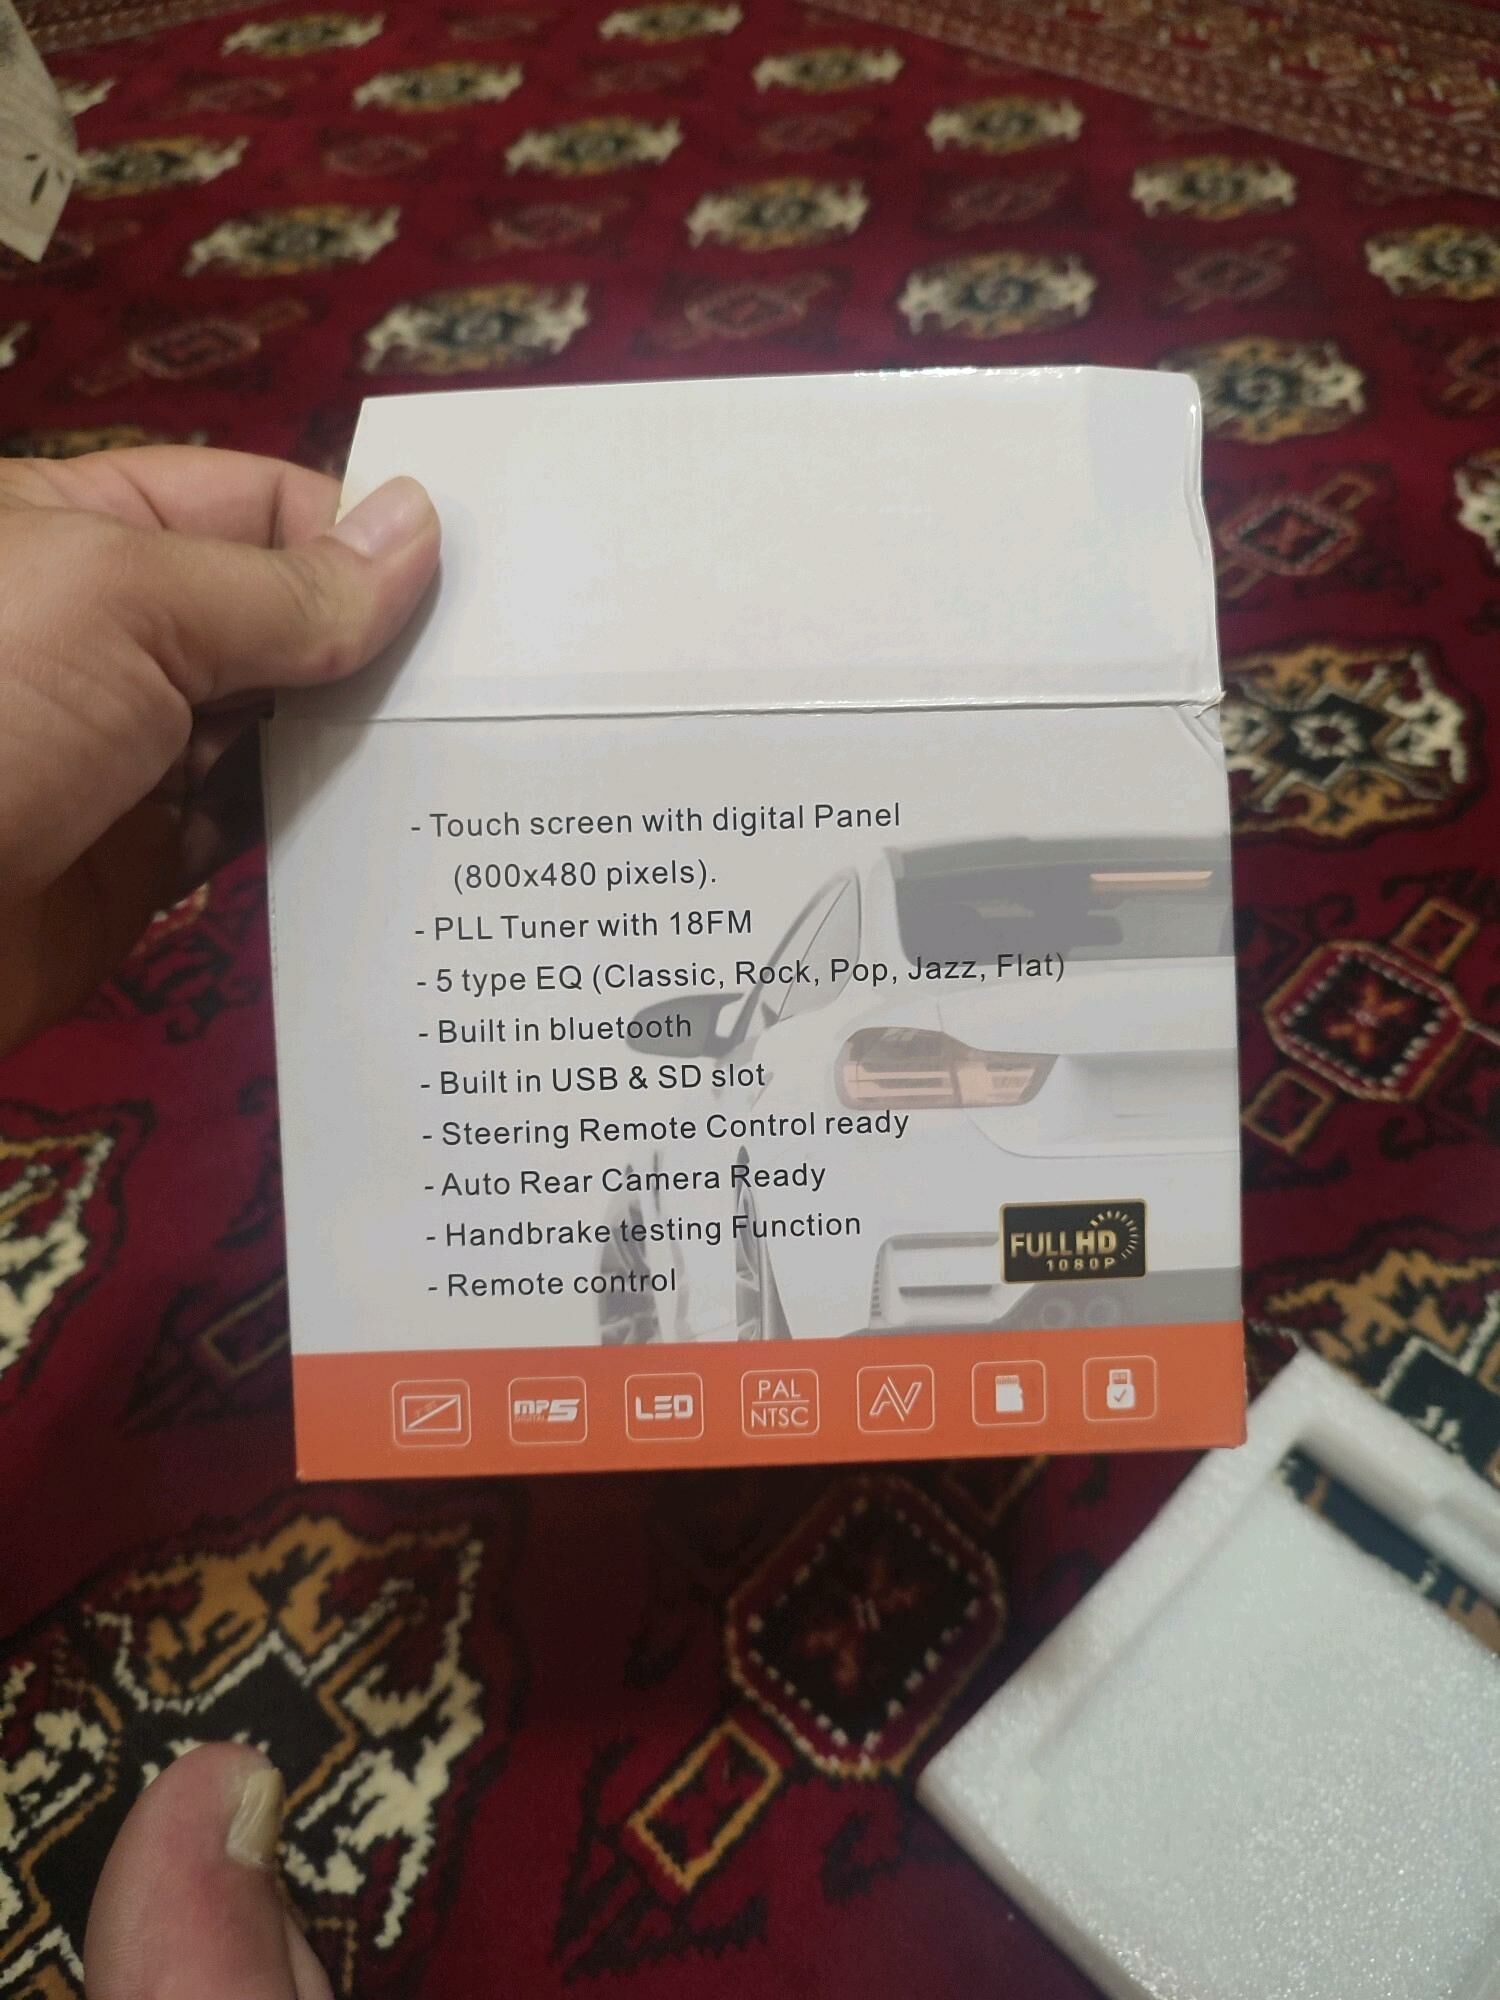 - Touch screen with digital Panel
(800x480 pixels).
- PLL Tuner with 18FM
- 5 type EQ (Classic, Rock, Pop, Jazz, Flat)
- Built in bluetooth
- Built in USB & SD slot
- Steering Remote Control ready
- Auto Rear Camera Ready
- Handbrake testing Function
- Remote control
FULL HD
1080P
MP5
LED
PAL
NTSC
AV